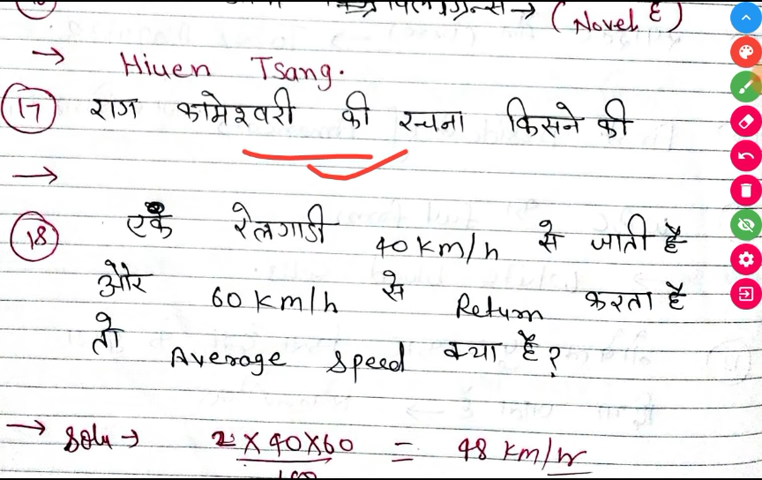 → (Novel है)
→ Hiuen Tsang.
17 राग कामेश्वरी की रचना किसने की
→
18 एक रेलगाडी 40 km/h से जाती है
और 60 km/h से Return करता है
तो Average speed क्या है?
→ Solu → 2×40×60 = 48 km/hr
100